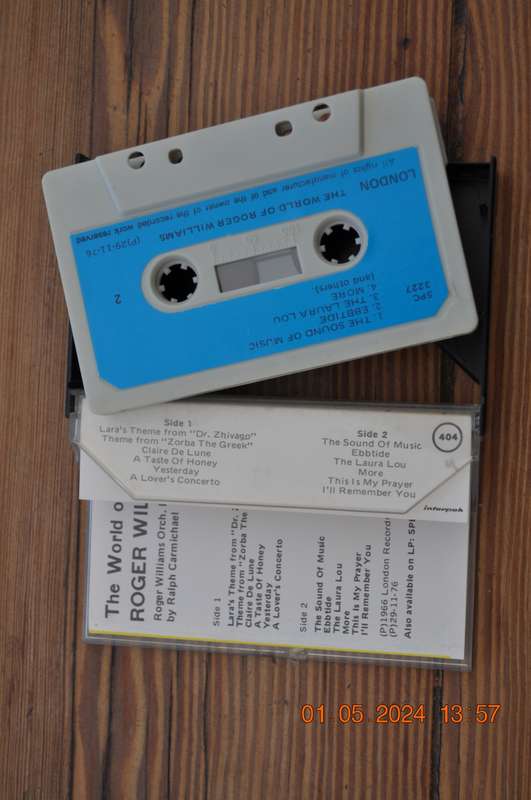 LONDON
All rights of manufacturer and of the owner of the recorded work reserved
THE WORLD OF ROGER WILLIAMS
(P)29-11-76
2
SPC
3227
1. THE SOUND OF MUSIC
2. EBBTIDE
3. THE LAURA LOU
4. MORE
(and others)
Side 1
Lara's Theme from "Dr. Zhivago"
Theme from "Zorba The Greek"
Claire De Lune
A Taste Of Honey
Yesterday
A Lover's Concerto
Side 2
The Sound Of Music
Ebbtide
The Laura Lou
More
This Is My Prayer
I'll Remember You
404
interpak
The World o
ROGER WIL
Roger Williams Orch.
by Ralph Carmichael
Side 1
Lara's Theme from "Dr.
Theme from "Zorba The
Claire De Lune
A Taste Of Honey
Yesterday
A Lover's Concerto
Side 2
The Sound Of Music
Ebbtide
The Laura Lou
More
This Is My Prayer
I'll Remember You
(P)1966 London Record
(P)29-11-76
Also available on LP: SP
01.05.2024 13:57